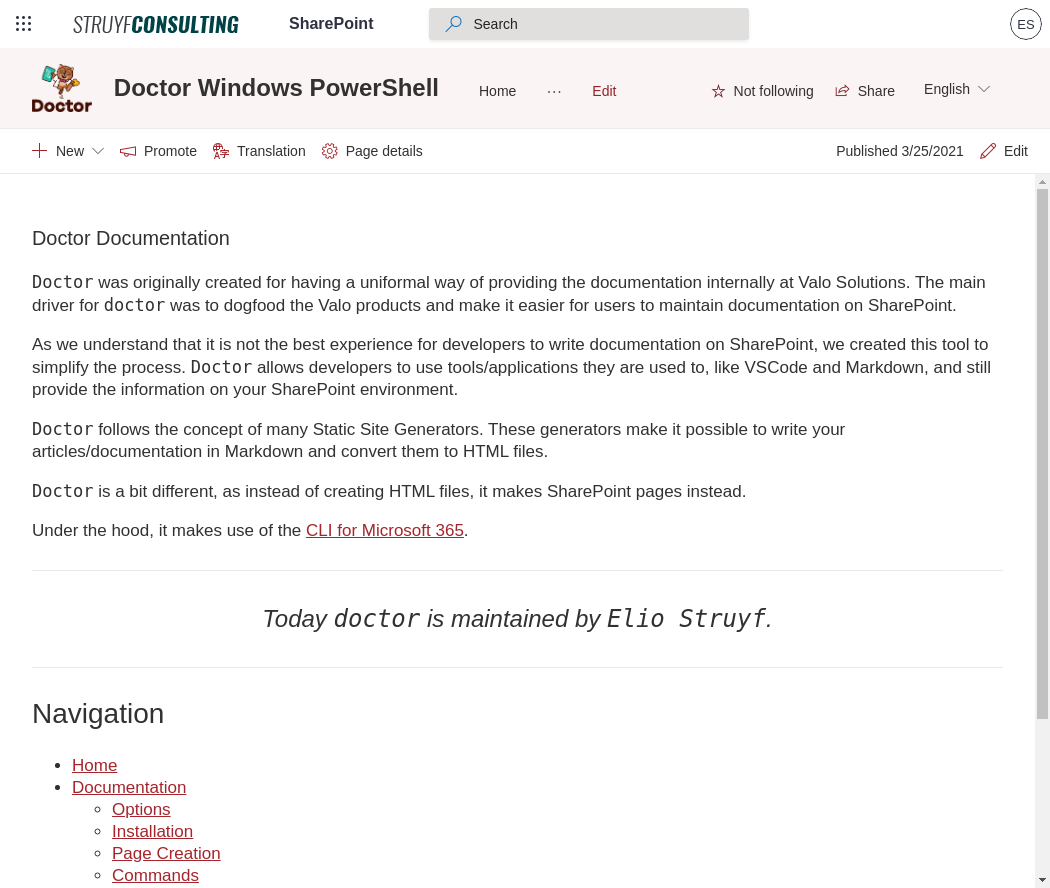 STRUYFCONSULTING SharePoint Search ES
Doctor Doctor Windows PowerShell Home ··· Edit Not following Share English
New Promote Translation Page details Published 3/25/2021 Edit
Doctor Documentation
Doctor was originally created for having a uniformal way of providing the documentation internally at Valo Solutions. The main
driver for doctor was to dogfood the Valo products and make it easier for users to maintain documentation on SharePoint.
As we understand that it is not the best experience for developers to write documentation on SharePoint, we created this tool to
simplify the process. Doctor allows developers to use tools/applications they are used to, like VSCode and Markdown, and still
provide the information on your SharePoint environment.
Doctor follows the concept of many Static Site Generators. These generators make it possible to write your
articles/documentation in Markdown and convert them to HTML files.
Doctor is a bit different, as instead of creating HTML files, it makes SharePoint pages instead.
Under the hood, it makes use of the CLI for Microsoft 365.
Today doctor is maintained by Elio Struyf.
Navigation
Home
Documentation
Options
Installation
Page Creation
Commands